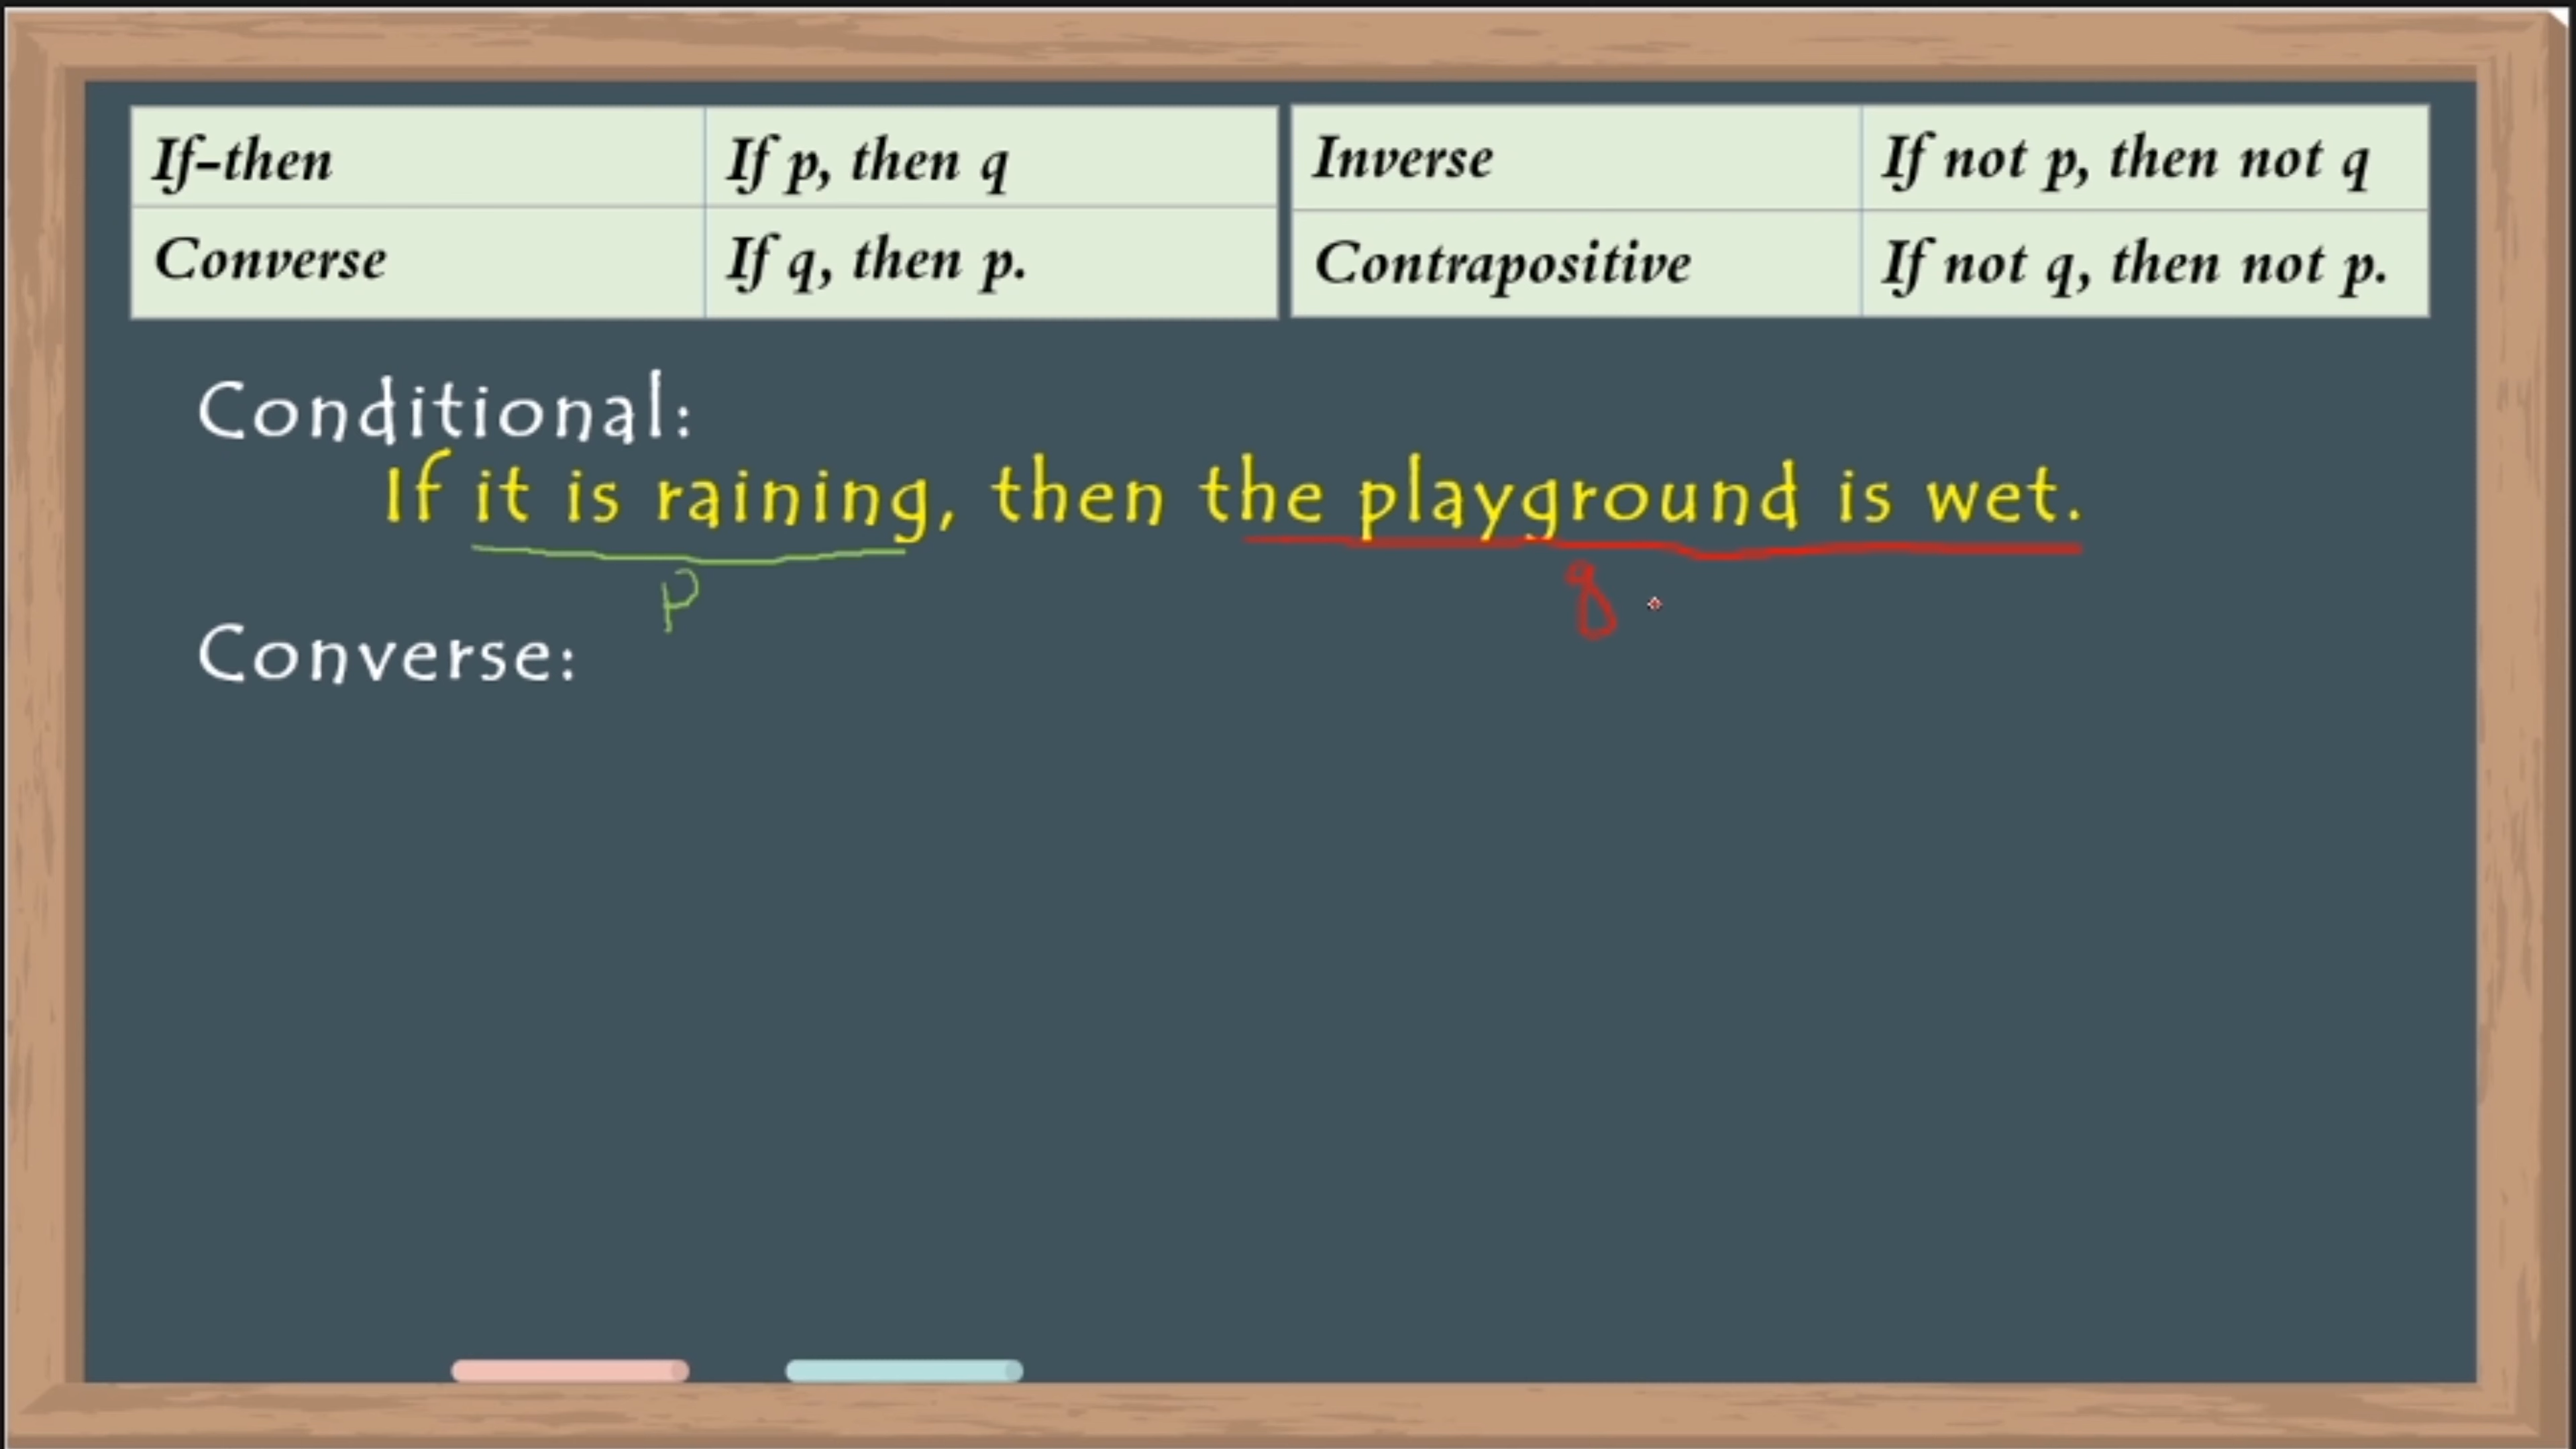 If-then If p, then q
Converse If q, then p.
Inverse If not p, then not q
Contrapositive If not q, then not p.
Conditional:
If it is raining, then the playground is wet.
p q
Converse: